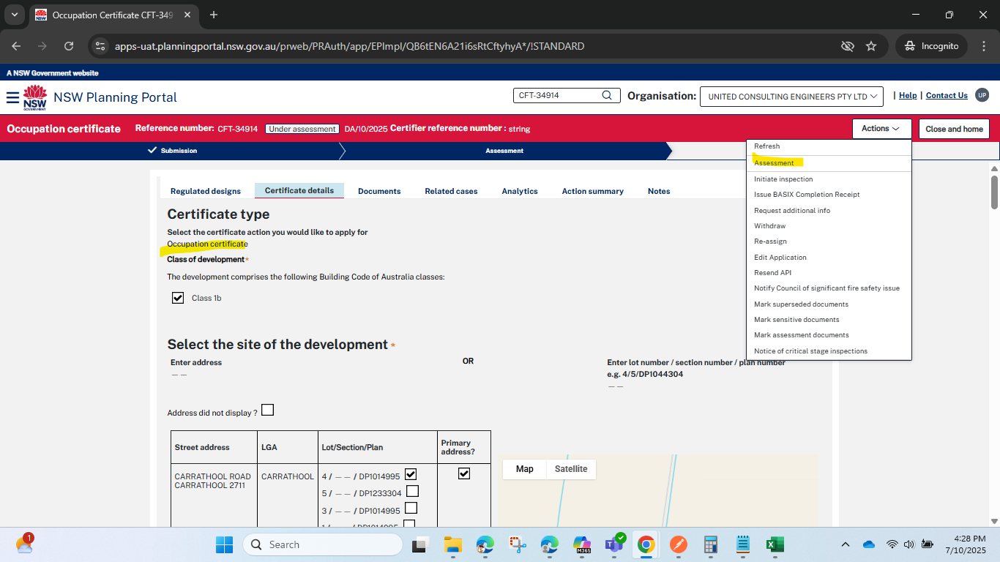 Occupation Certificate CFT-349
apps-uat.planningportal.nsw.gov.au/prweb/PRAuth/app/EPImpl/QB6tEN6A21i6sRtCftyhyA*/!STANDARD
Incognito
A NSW Government website
NSW
GOVERNMENT
NSW Planning Portal
CFT-34914
Organisation:
UNITED CONSULTING ENGINEERS PTY LTD
| Help | Contact Us
UP
Occupation certificate
Reference number: CFT-34914
Under assessment
DA/10/2025 Certifier reference number : string
Actions
Close and home
Submission
Assessment
Refresh
Assessment
Initiate inspection
Issue BASIX Completion Receipt
Request additional info
Withdraw
Re-assign
Edit Application
Resend API
Notify Council of significant fire safety issue
Mark superseded documents
Mark sensitive documents
Mark assessment documents
Notice of critical stage inspections
Regulated designs
Certificate details
Documents
Related cases
Analytics
Action summary
Notes
Certificate type
Select the certificate action you would like to apply for
Occupation certificate
Class of development*
The development comprises the following Building Code of Australia classes:
Class 1b
Select the site of the development *
Enter address
— —
OR
Enter lot number / section number / plan number
e.g. 4/5/DP1044304
— —
Address did not display ?
Street address
LGA
Lot/Section/Plan
Primary
address?
CARRATHOOL ROAD
CARRATHOOL 2711
CARRATHOOL
4 / — — / DP1014995
5 / — — / DP1233304
3 / — — / DP1014995
Map
Satellite
1
Search
M365
4:28 PM
7/10/2025